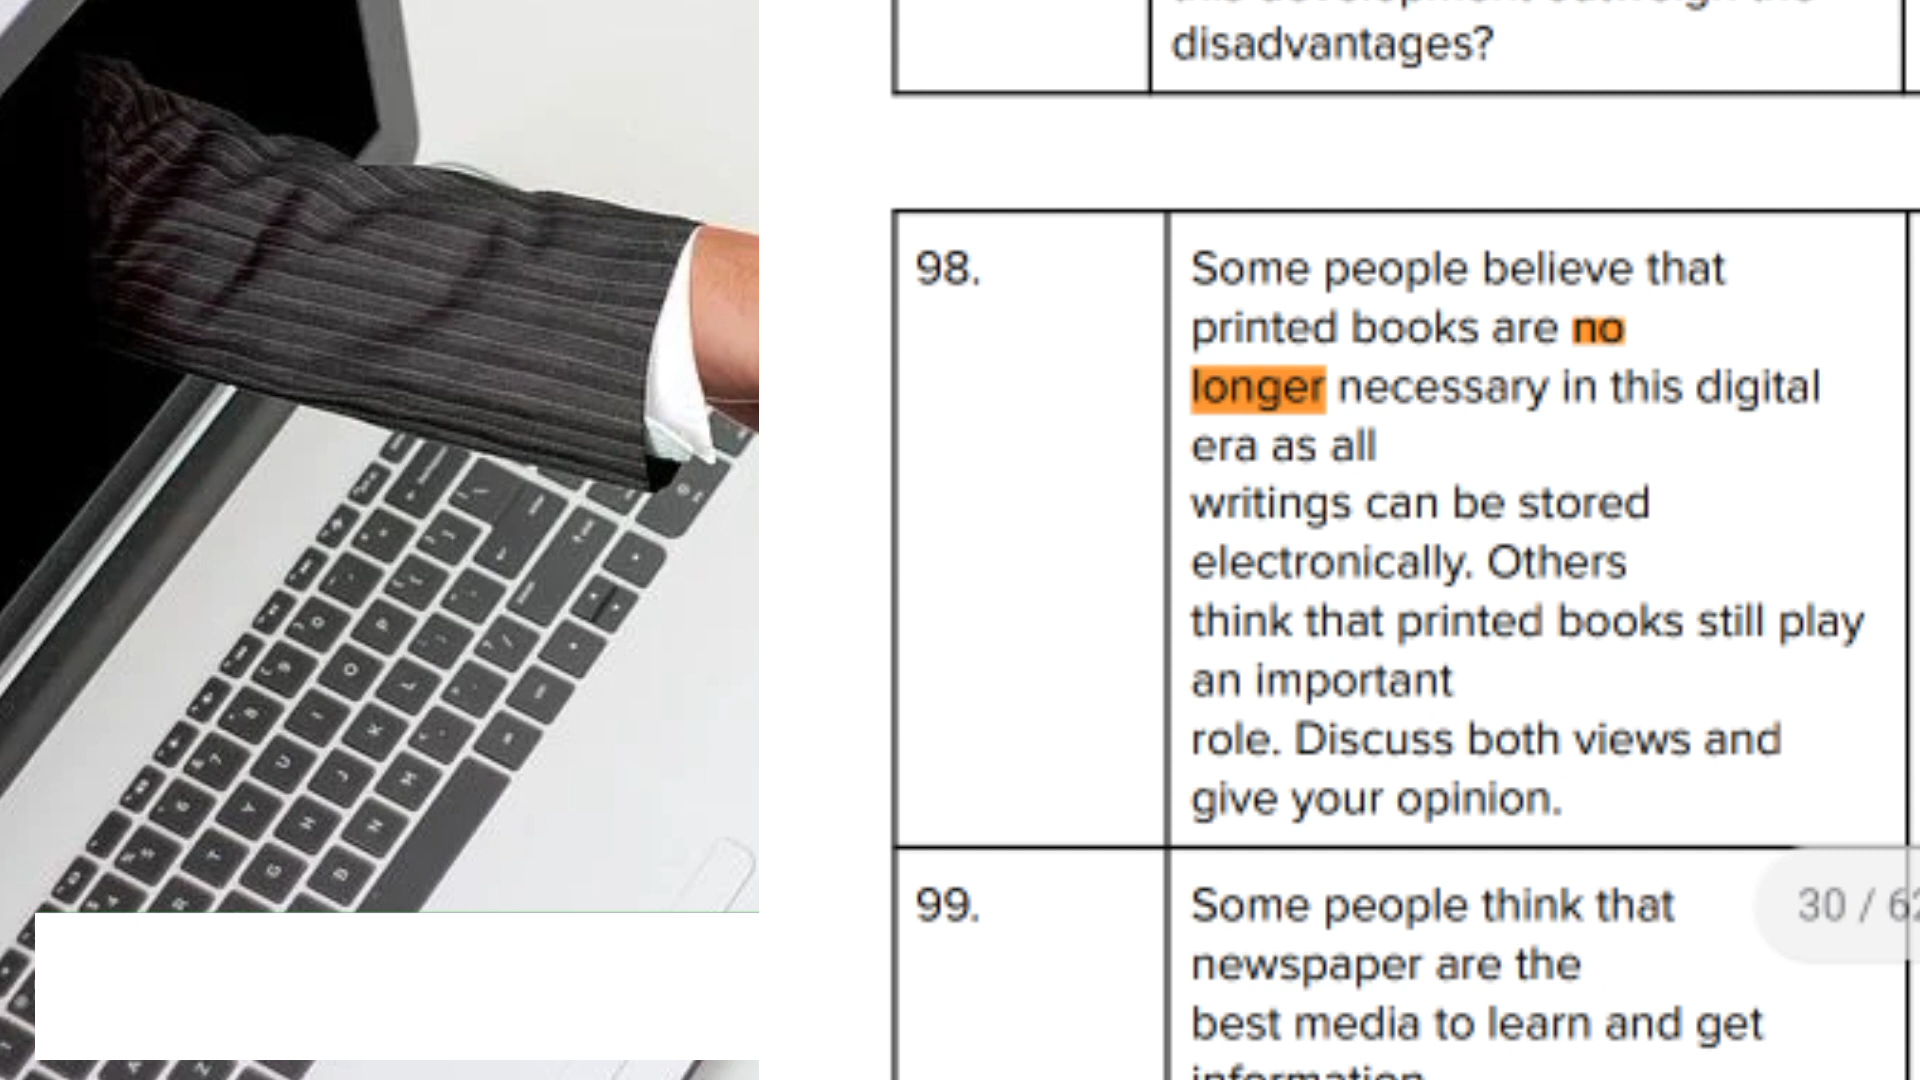 disadvantages?
98.
Some people believe that
printed books are no
longer necessary in this digital
era as all
writings can be stored
electronically. Others
think that printed books still play
an important
role. Discuss both views and
give your opinion.
99.
Some people think that
30 / 62
newspaper are the
best media to learn and get
information